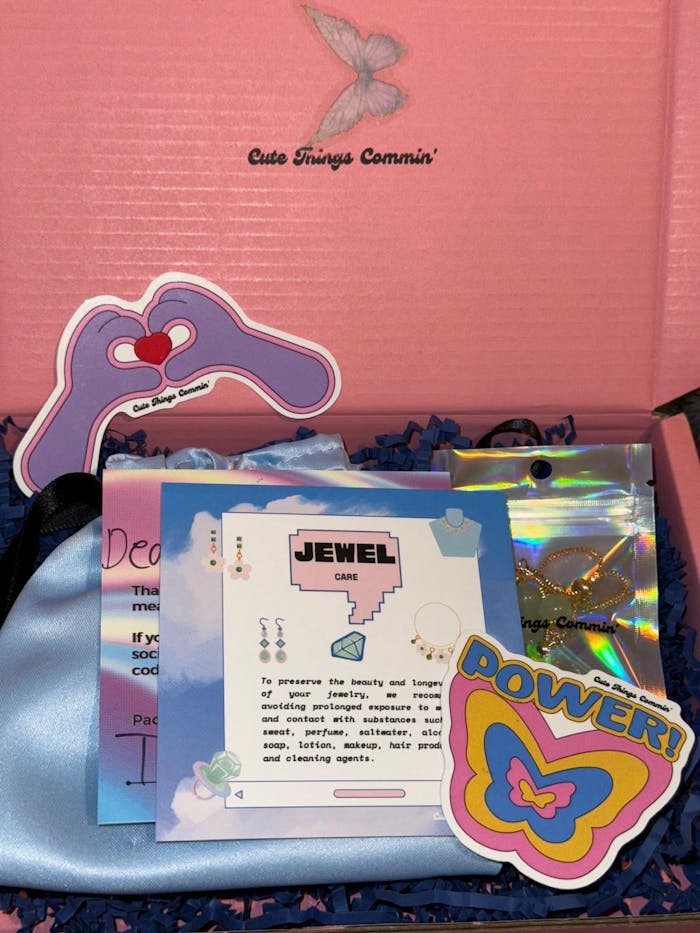 Cute Things Commin'
Cute Things Commin'
Dea
Tha
mea
If yo
soci
cod
Pac
I
JEWEL
CARE
To preserve the beauty and longev
of your jewelry, we recom
avoiding prolonged exposure to w
and contact with substances such
sweat, perfume, saltwater, alco
soap, lotion, makeup, hair produ
and cleaning agents.
ings Commin'
Cute Things Commin'
POWER!